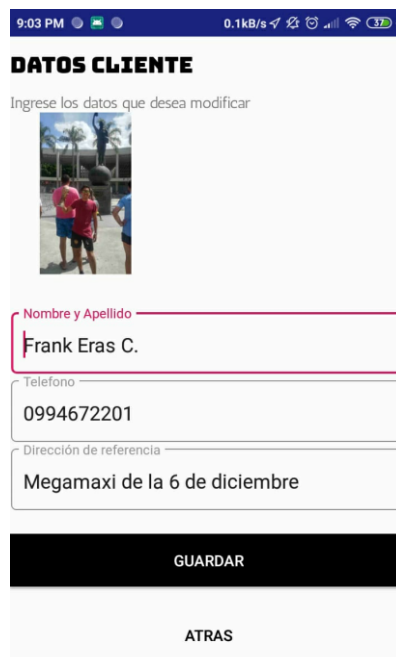 9:03 PM 0.1kB/s 37
DATOS CLIENTE
Ingrese los datos que desea modificar
Nombre y Apellido
Frank Eras C.
Telefono
0994672201
Dirección de referencia
Megamaxi de la 6 de diciembre
GUARDAR
ATRAS